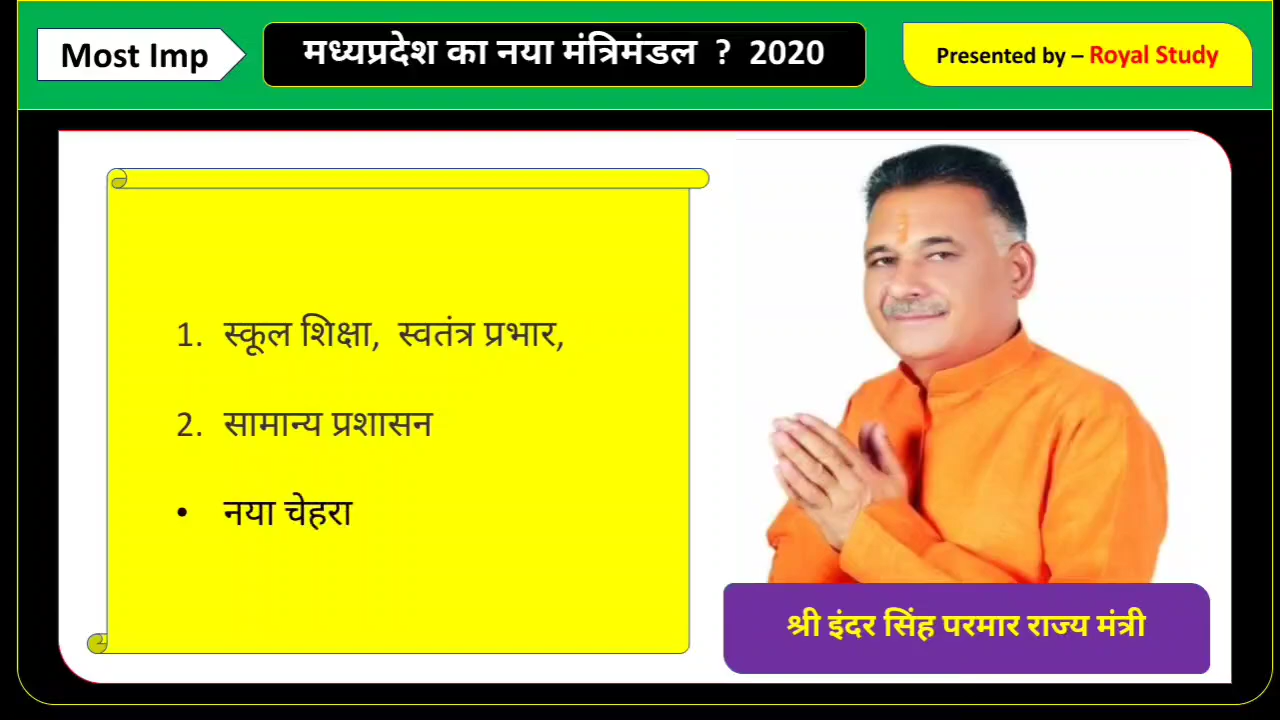 Most Imp
मध्यप्रदेश का नया मंत्रिमंडल ? 2020
Presented by – Royal Study
1. स्कूल शिक्षा, स्वतंत्र प्रभार,
2. सामान्य प्रशासन
• नया चेहरा
श्री इंदर सिंह परमार राज्य मंत्री